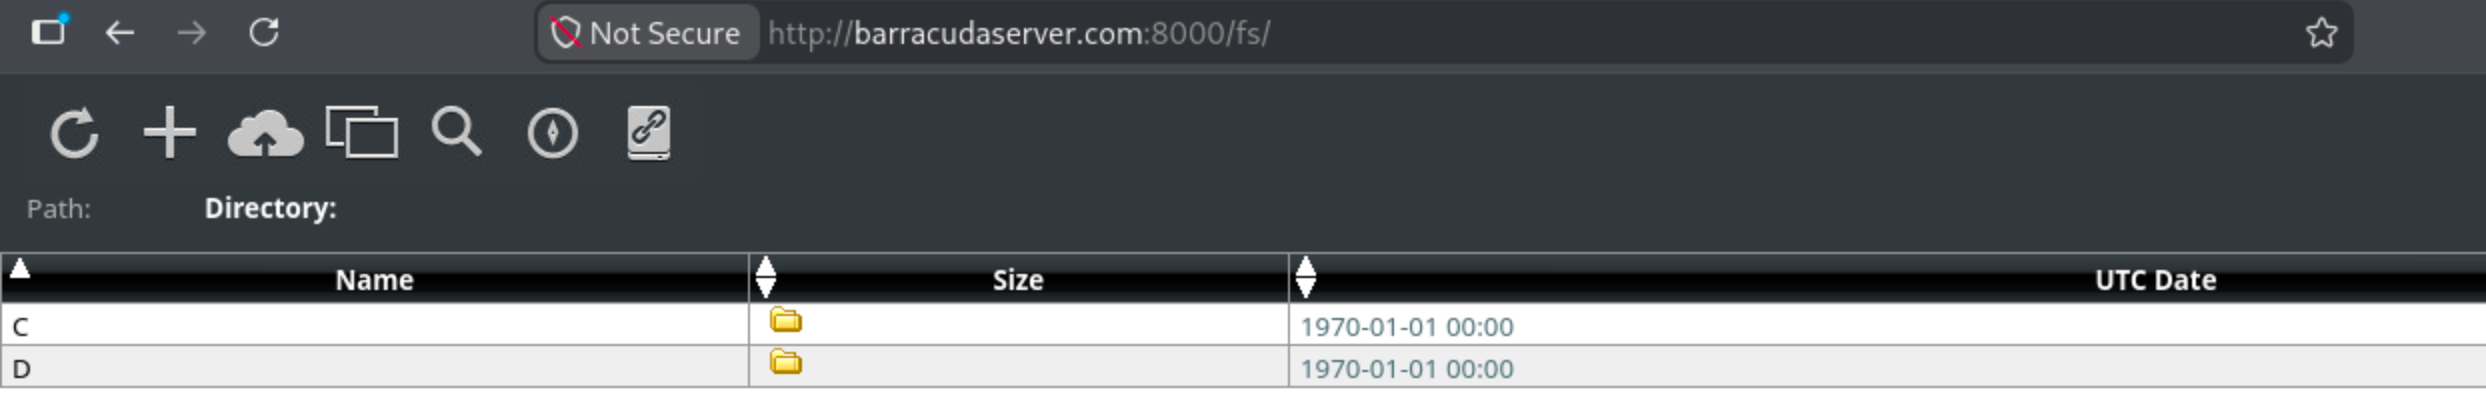 Not Secure http://barracudaserver.com:8000/fs/
Path: Directory:
Name Size UTC Date
C 1970-01-01 00:00
D 1970-01-01 00:00